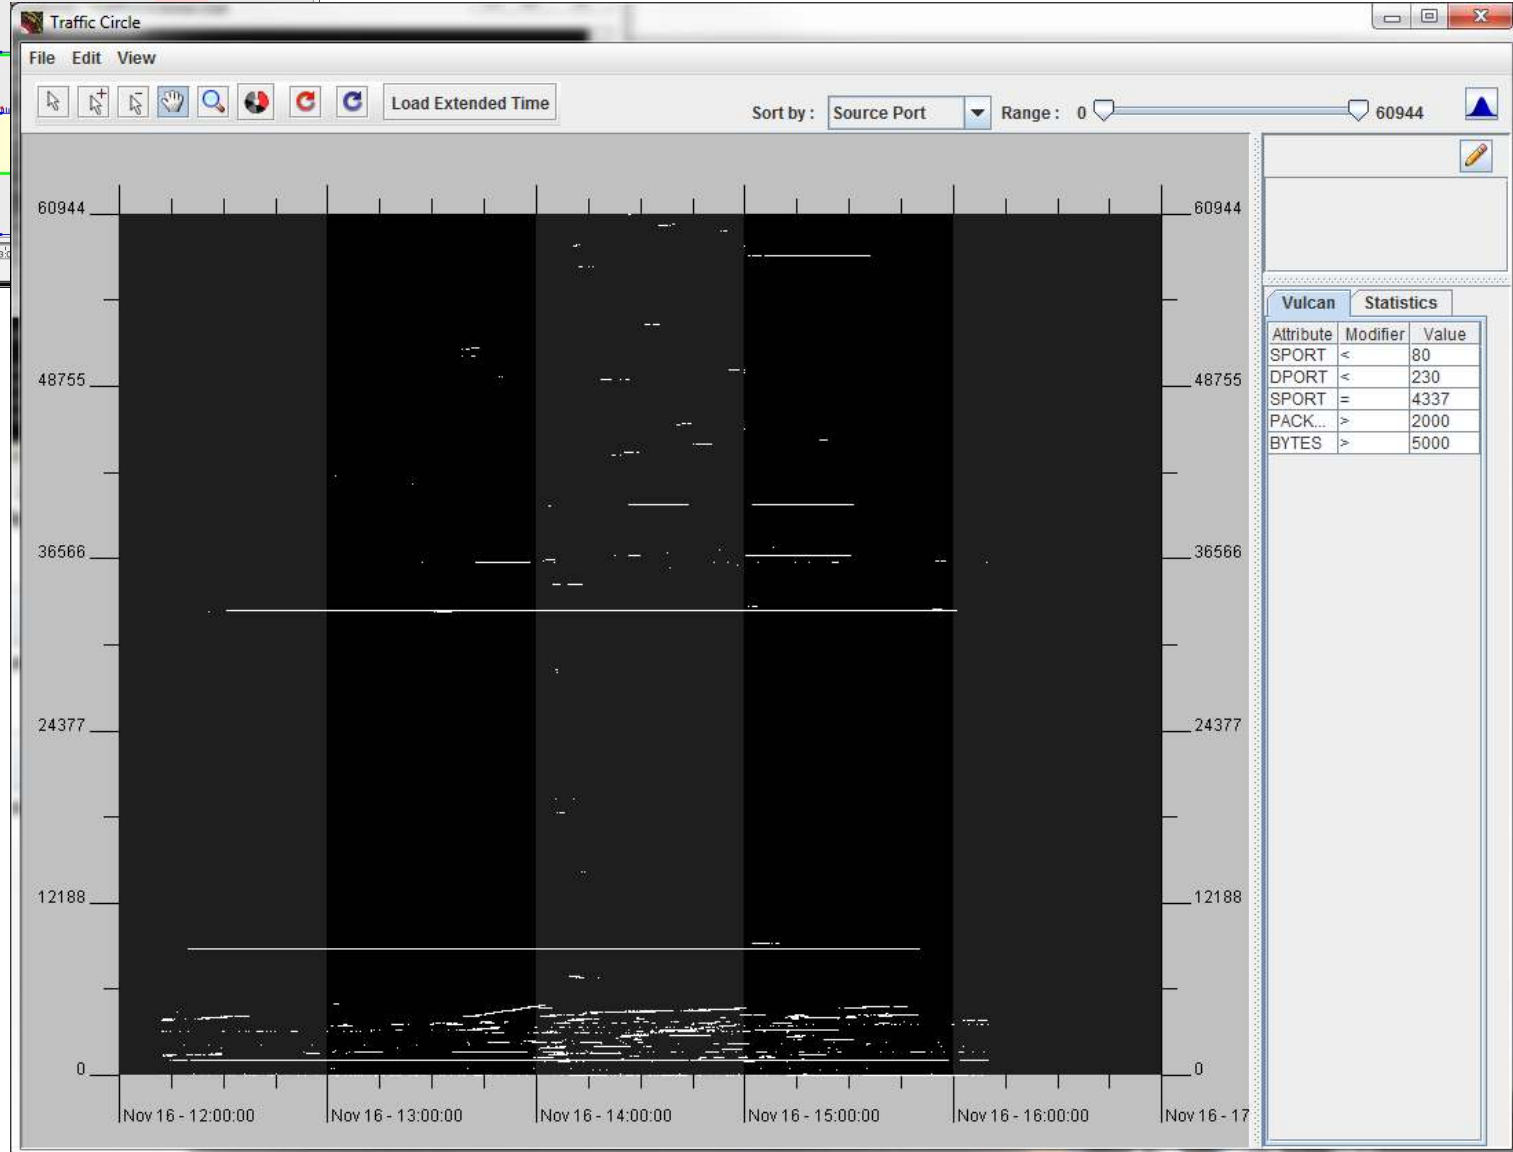 Traffic Circle
File Edit View
Load Extended Time
Sort by : Source Port Range : 0 60944
60944 60944
48755 48755
36566 36566
24377 24377
12188 12188
0 0
Nov 16 - 12:00:00 Nov 16 - 13:00:00 Nov 16 - 14:00:00 Nov 16 - 15:00:00 Nov 16 - 16:00:00 Nov 16 - 17
Vulcan Statistics
Attribute Modifier Value
SPORT < 80
DPORT < 230
SPORT = 4337
PACK... > 2000
BYTES > 5000